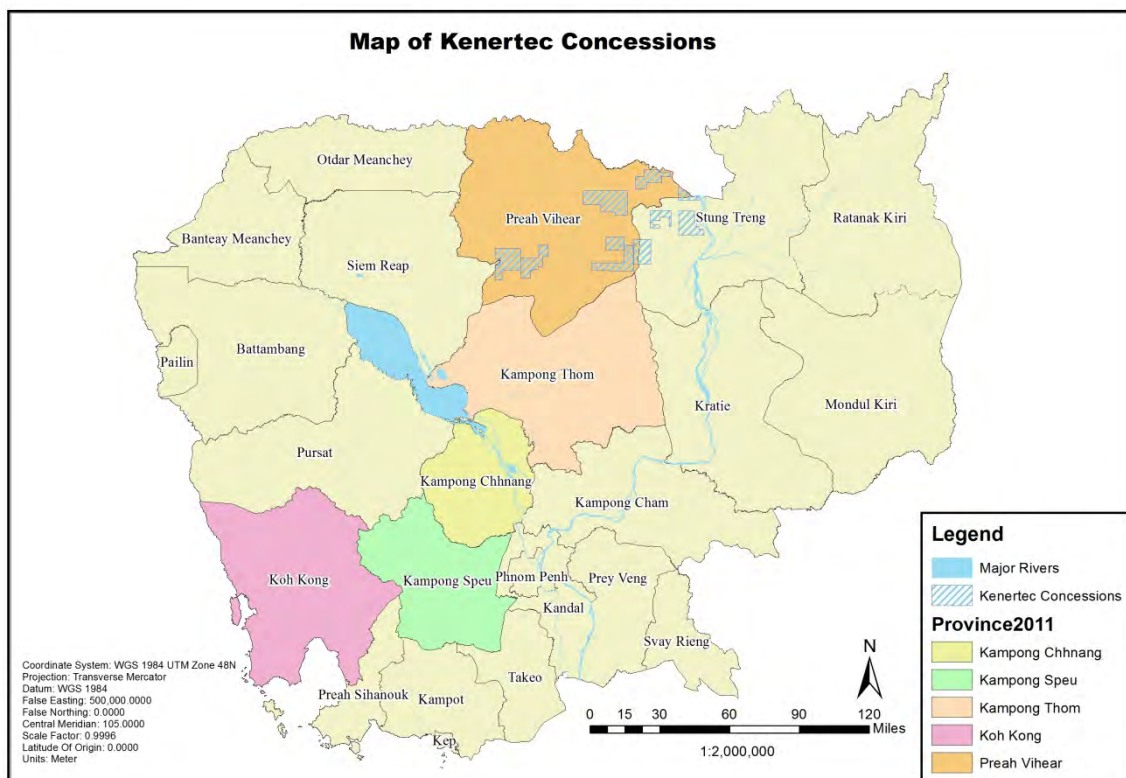 Map of Kenertec Concessions
Otdar Meanchey
Preah Vihear
Stung Treng
Ratanak Kiri
Banteay Meanchey
Siem Reap
Pailin
Battambang
Kampong Thom
Kratie
Mondul Kiri
Pursat
Kampong Chhnang
Kampong Cham
Koh Kong
Kampong Speu
Phnom Penh
Prey Veng
Kandal
Svay Rieng
Takeo
Preah Sihanouk
Kampot
Kep
Coordinate System: WGS 1984 UTM Zone 48N
Projection: Transverse Mercator
Datum: WGS 1984
False Easting: 500,000.0000
False Northing: 0.0000
Central Meridian: 105.0000
Scale Factor: 0.9996
Latitude Of Origin: 0.0000
Units: Meter
N
0 15 30 60 90 120
Miles
1:2,000,000
Legend
Major Rivers
Kenertec Concessions
Province2011
Kampong Chhnang
Kampong Speu
Kampong Thom
Koh Kong
Preah Vihear